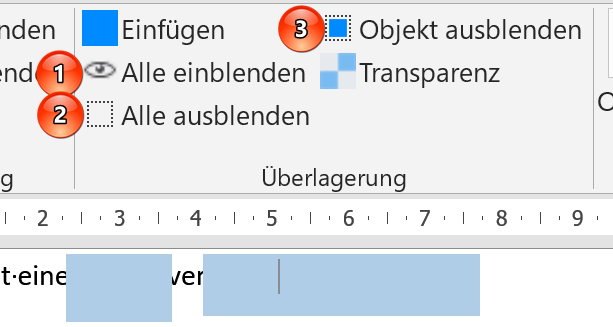 nden Einfügen 3 Objekt ausblenden
end 1 Alle einblenden Transparenz
2 Alle ausblenden
O
g Überlagerung
2 3 4 5 6 7 8 9
t·eine ver